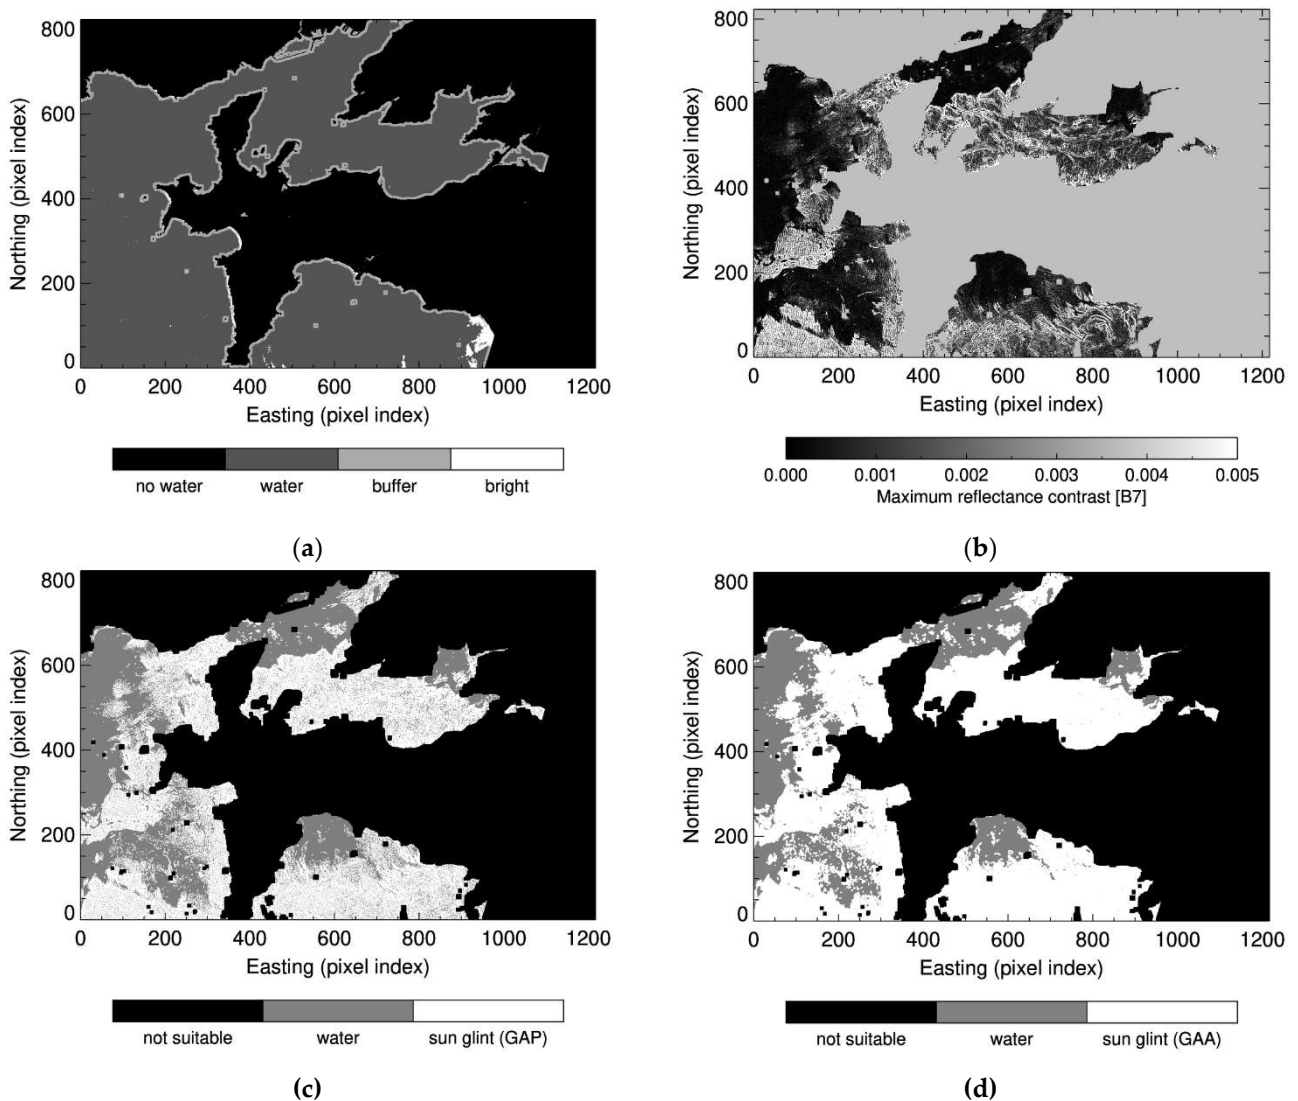 Northing (pixel index)
800
600
400
200
0
0 200 400 600 800 1000 1200
Easting (pixel index)
no water water buffer bright
(a)
Northing (pixel index)
800
600
400
200
0
0 200 400 600 800 1000 1200
Easting (pixel index)
0.000 0.001 0.002 0.003 0.004 0.005
Maximum reflectance contrast [B7]
(b)
Northing (pixel index)
800
600
400
200
0
0 200 400 600 800 1000 1200
Easting (pixel index)
not suitable water sun glint (GAP)
(c)
Northing (pixel index)
800
600
400
200
0
0 200 400 600 800 1000 1200
Easting (pixel index)
not suitable water sun glint (GAA)
(d)